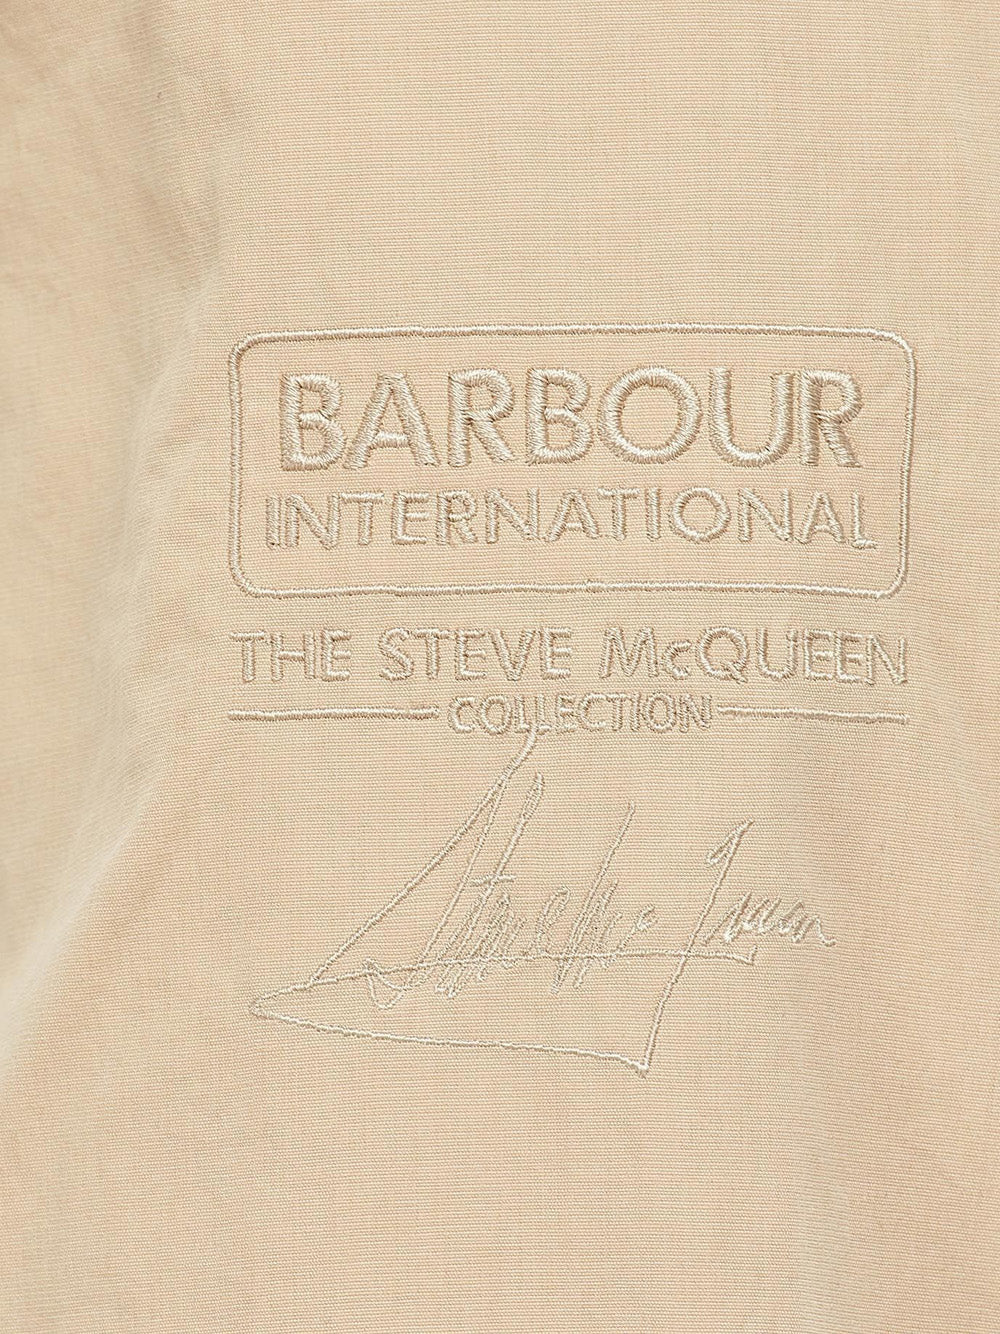 BARBOUR
INTERNATIONAL
THE STEVE McQUEEN
COLLECTION